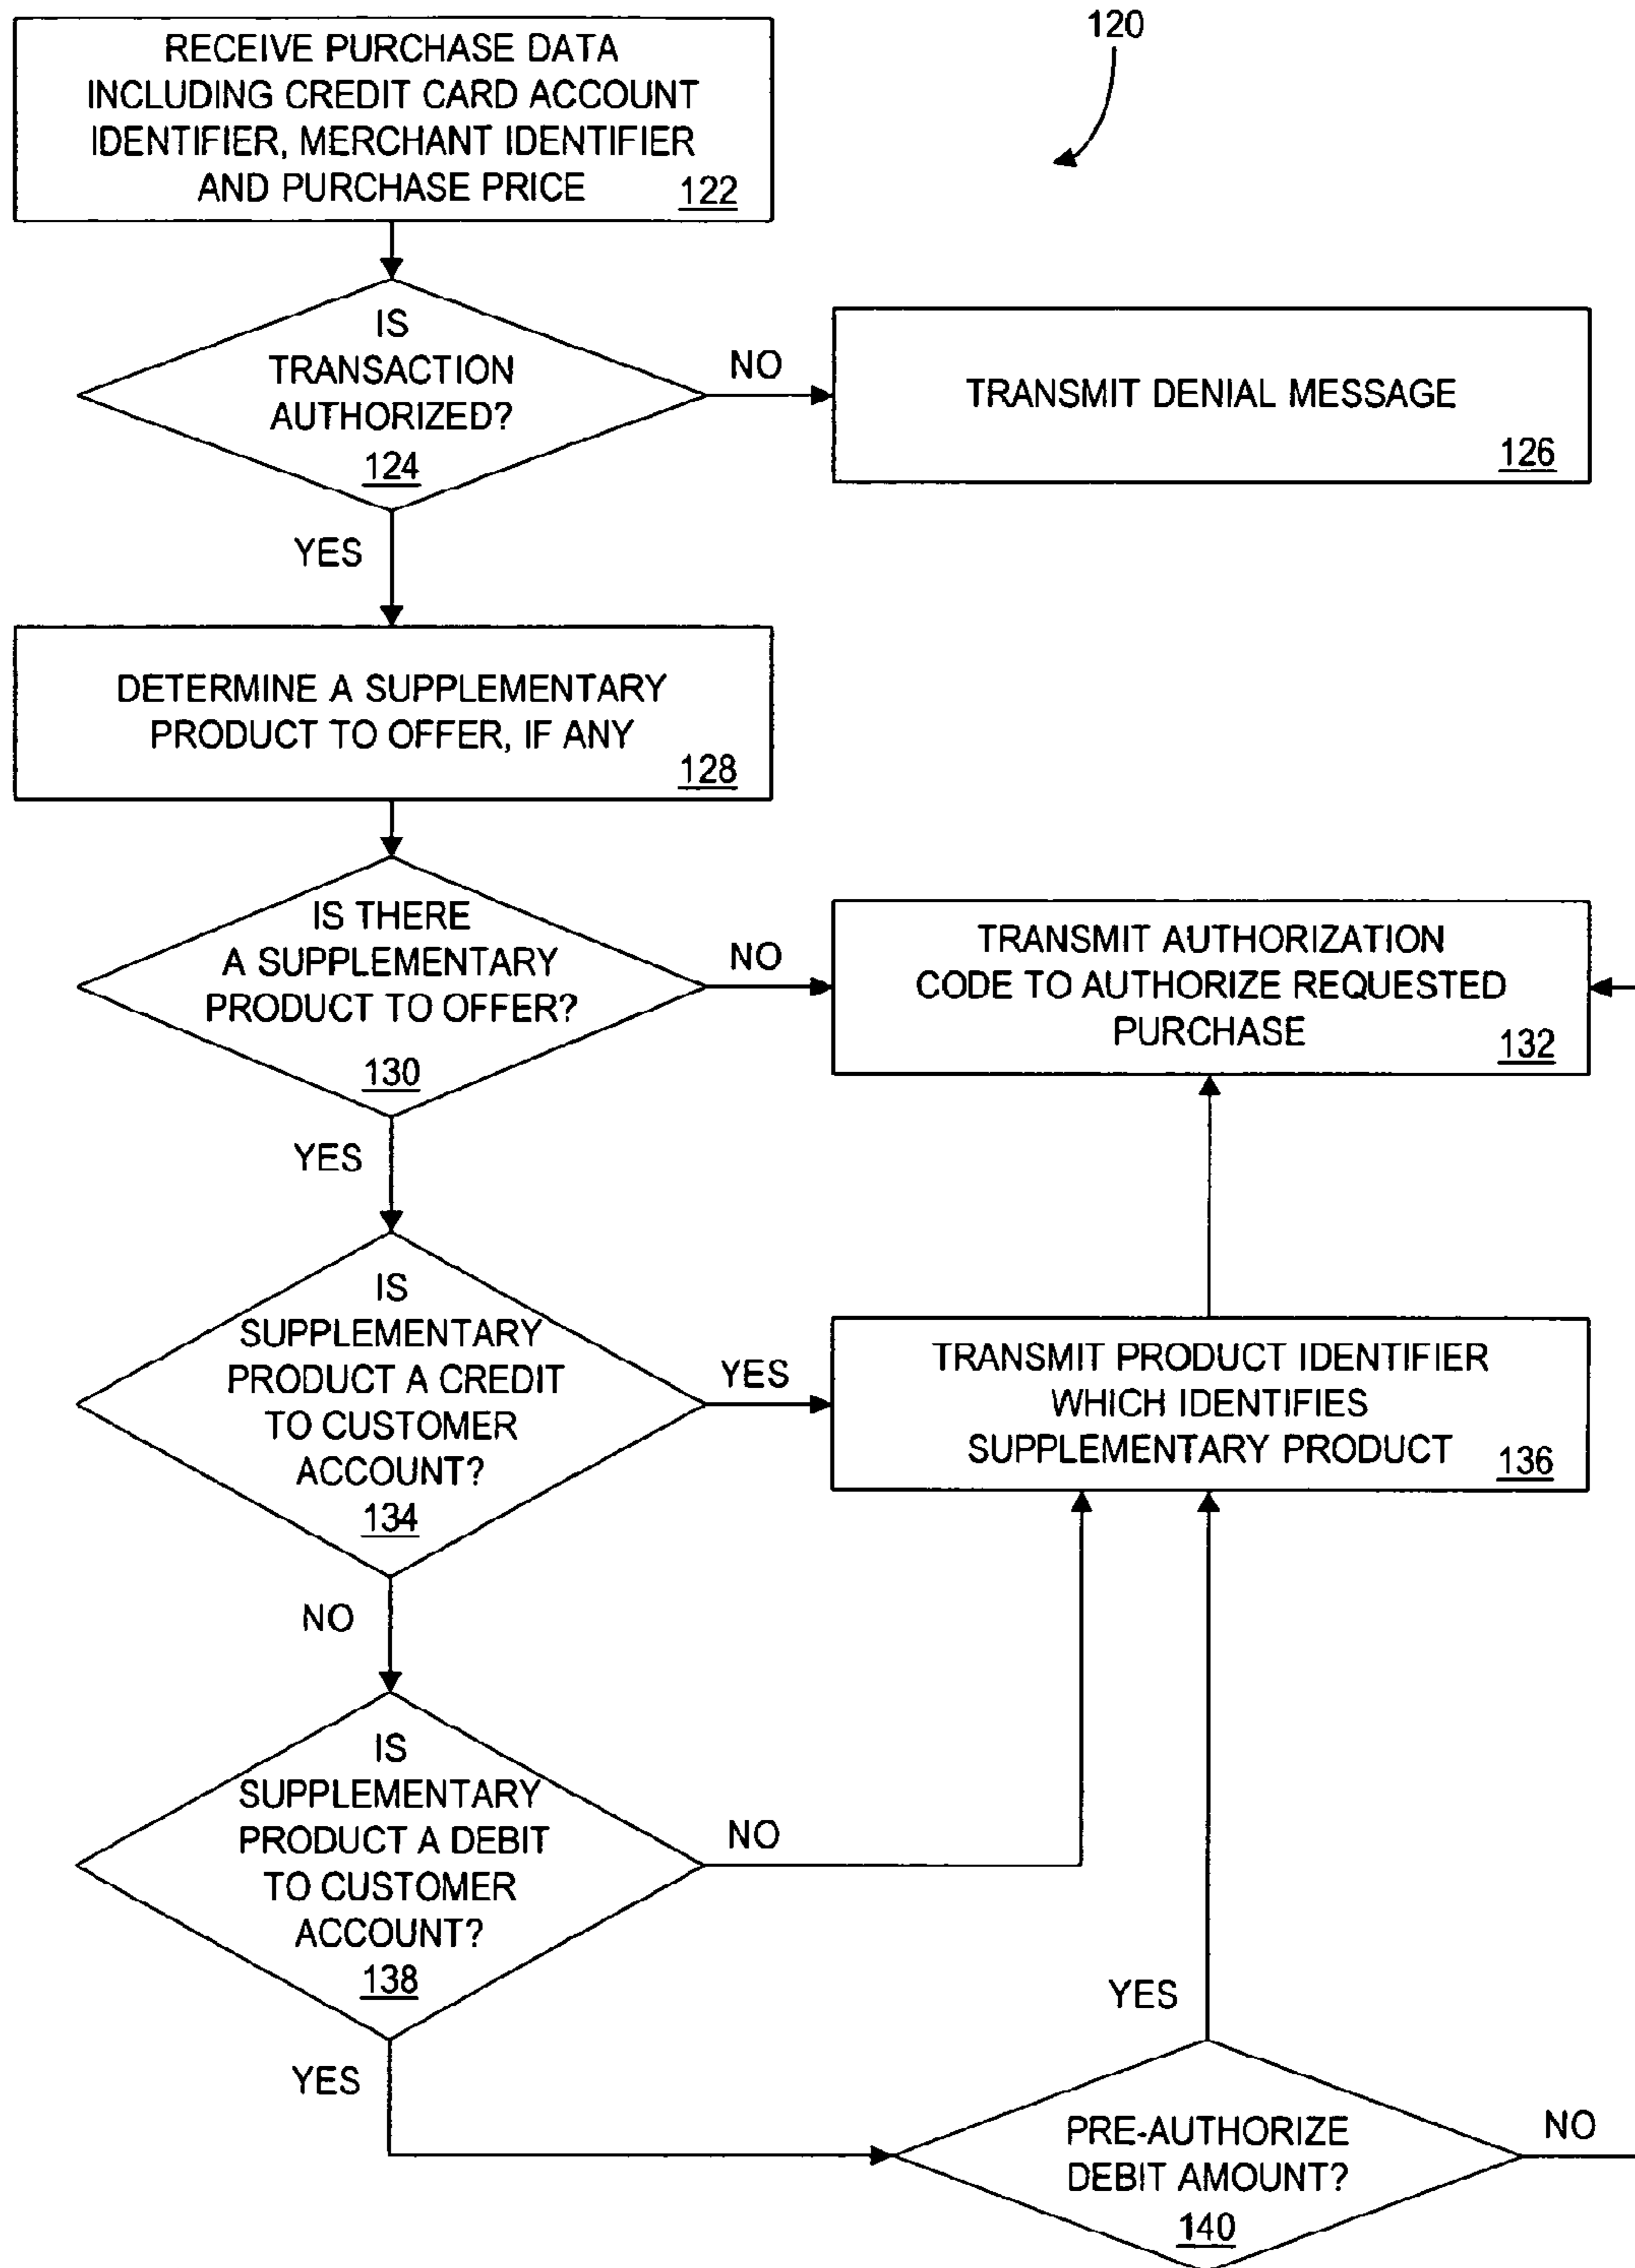 120
RECEIVE PURCHASE DATA
INCLUDING CREDIT CARD ACCOUNT
IDENTIFIER, MERCHANT IDENTIFIER
AND PURCHASE PRICE 122
IS
TRANSACTION
AUTHORIZED?
124
NO
TRANSMIT DENIAL MESSAGE
126
YES
DETERMINE A SUPPLEMENTARY
PRODUCT TO OFFER, IF ANY
128
IS THERE
A SUPPLEMENTARY
PRODUCT TO OFFER?
130
NO
TRANSMIT AUTHORIZATION
CODE TO AUTHORIZE REQUESTED
PURCHASE 132
YES
IS
SUPPLEMENTARY
PRODUCT A CREDIT
TO CUSTOMER
ACCOUNT?
134
YES
TRANSMIT PRODUCT IDENTIFIER
WHICH IDENTIFIES
SUPPLEMENTARY PRODUCT 136
NO
IS
SUPPLEMENTARY
PRODUCT A DEBIT
TO CUSTOMER
ACCOUNT?
138
NO
YES
YES
PRE-AUTHORIZE
DEBIT AMOUNT?
140
NO